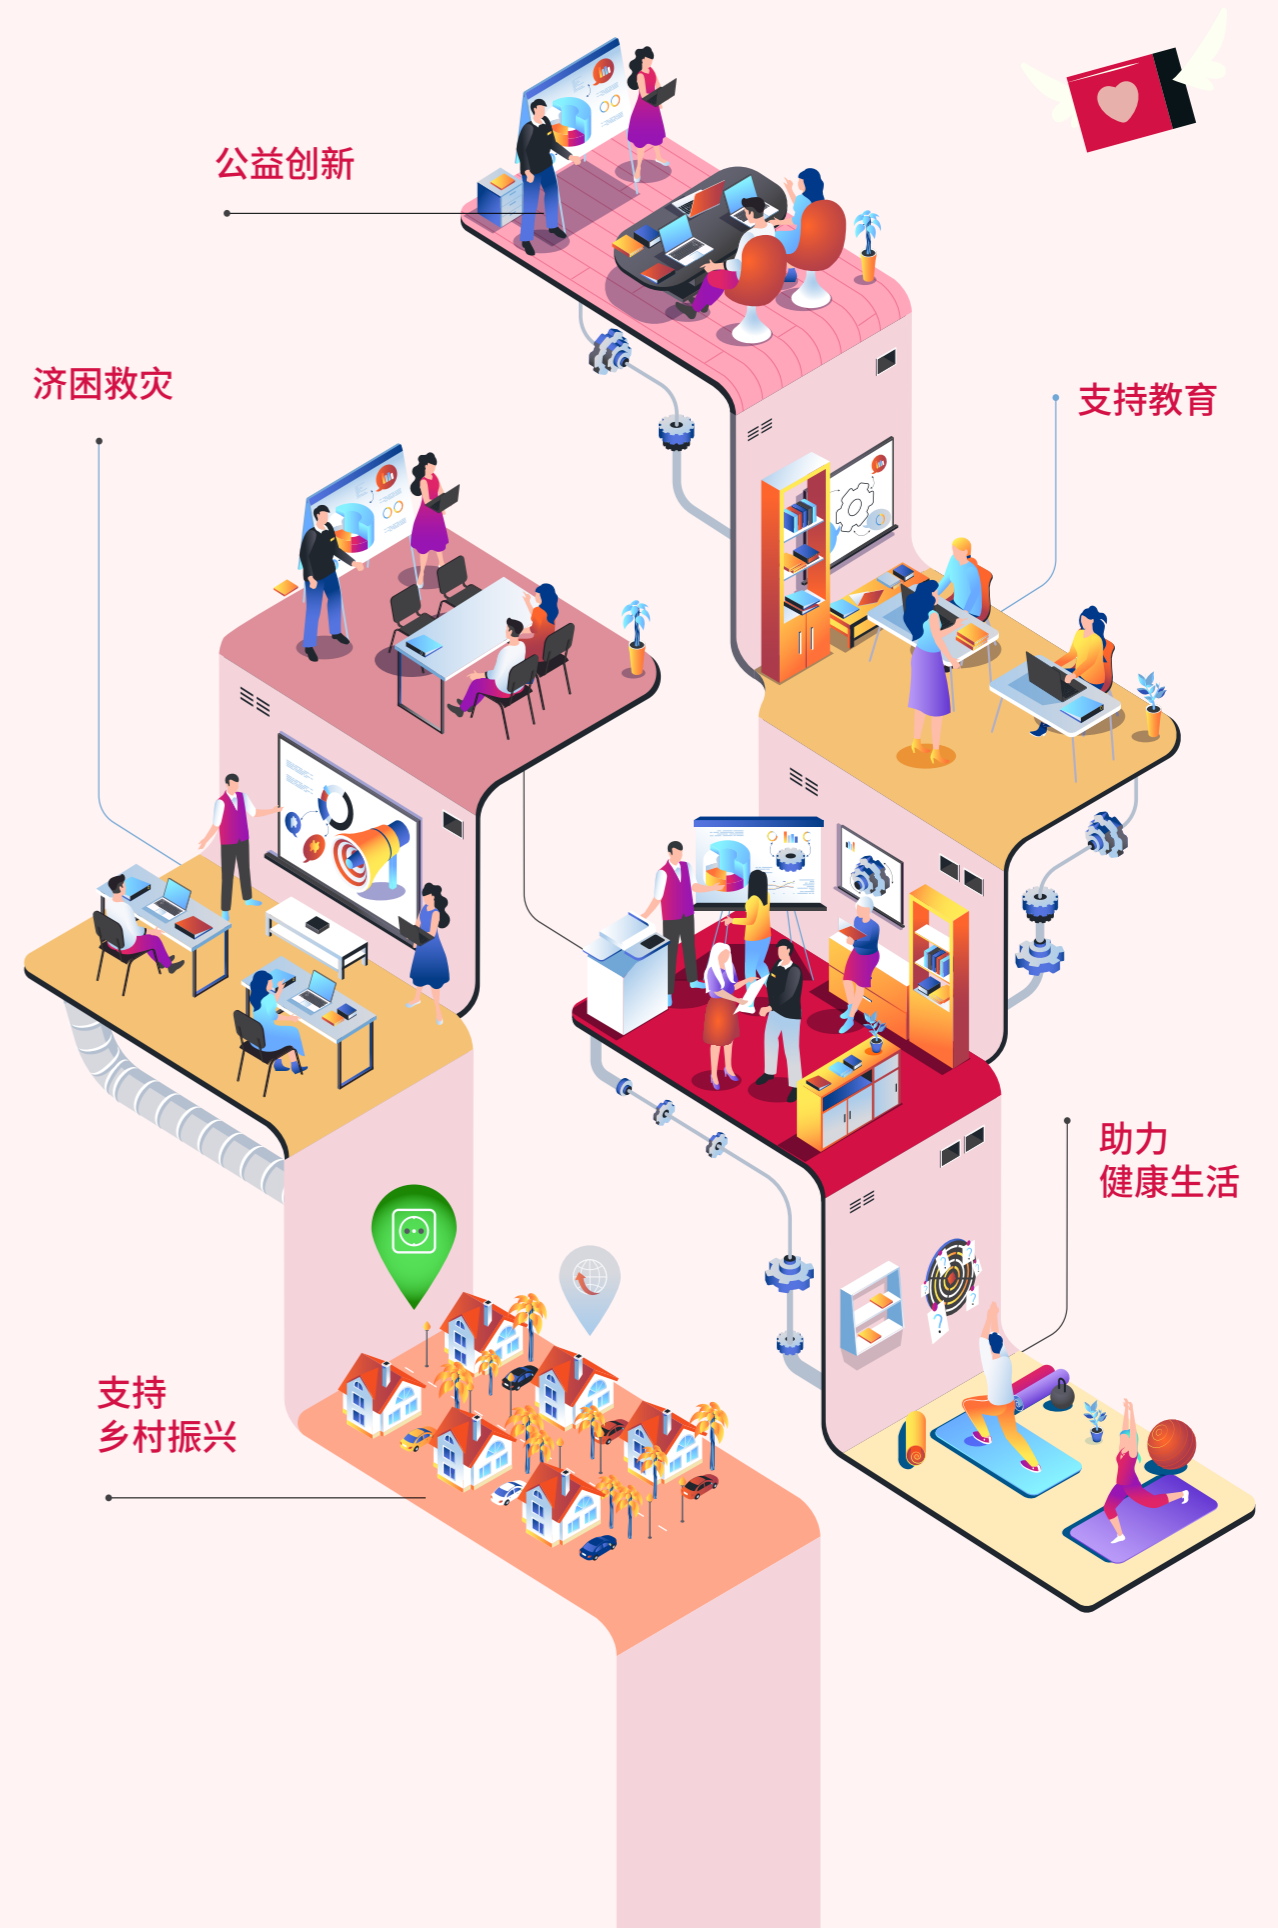 公益创新
济困救灾
支持教育
助力
健康生活
支持
乡村振兴